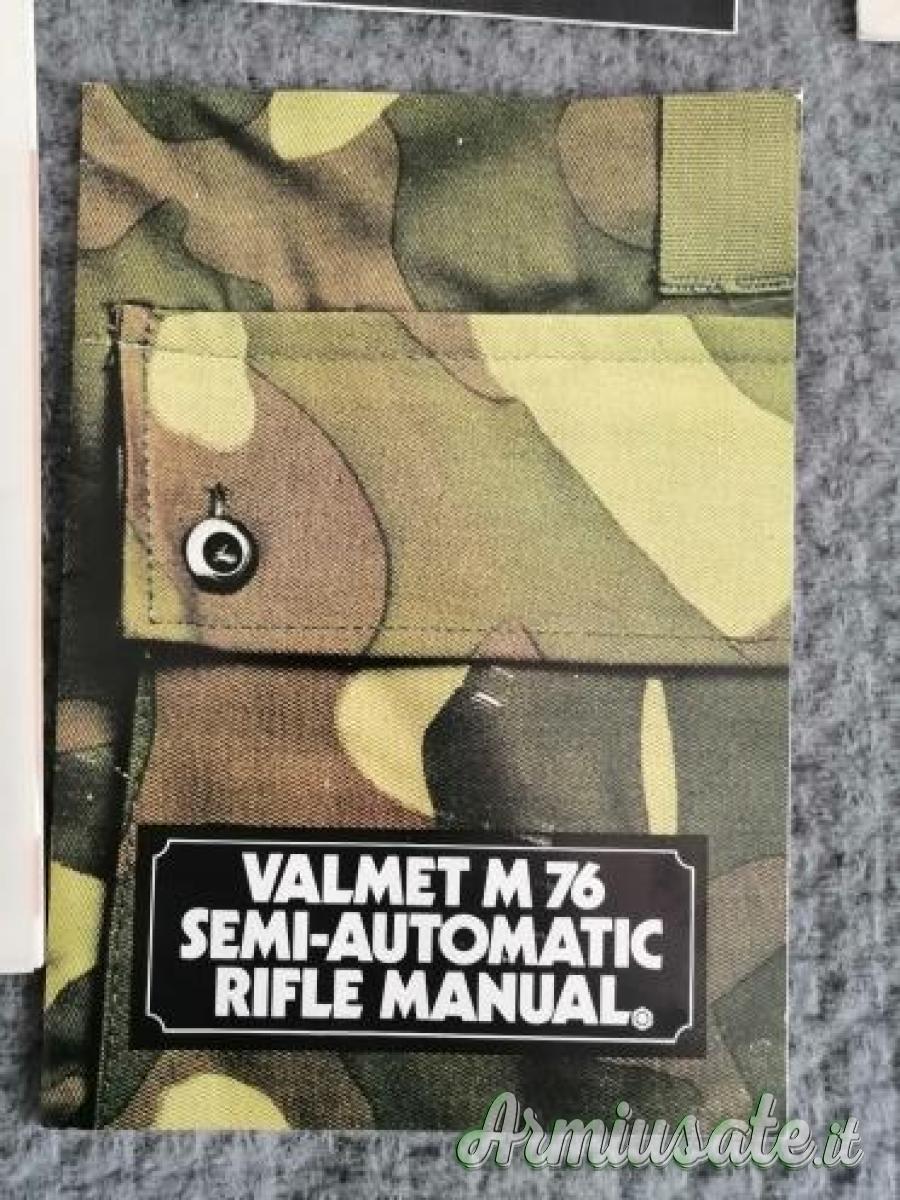 VALMET M 76
SEMI-AUTOMATIC
RIFLE MANUAL
Armiusate.it